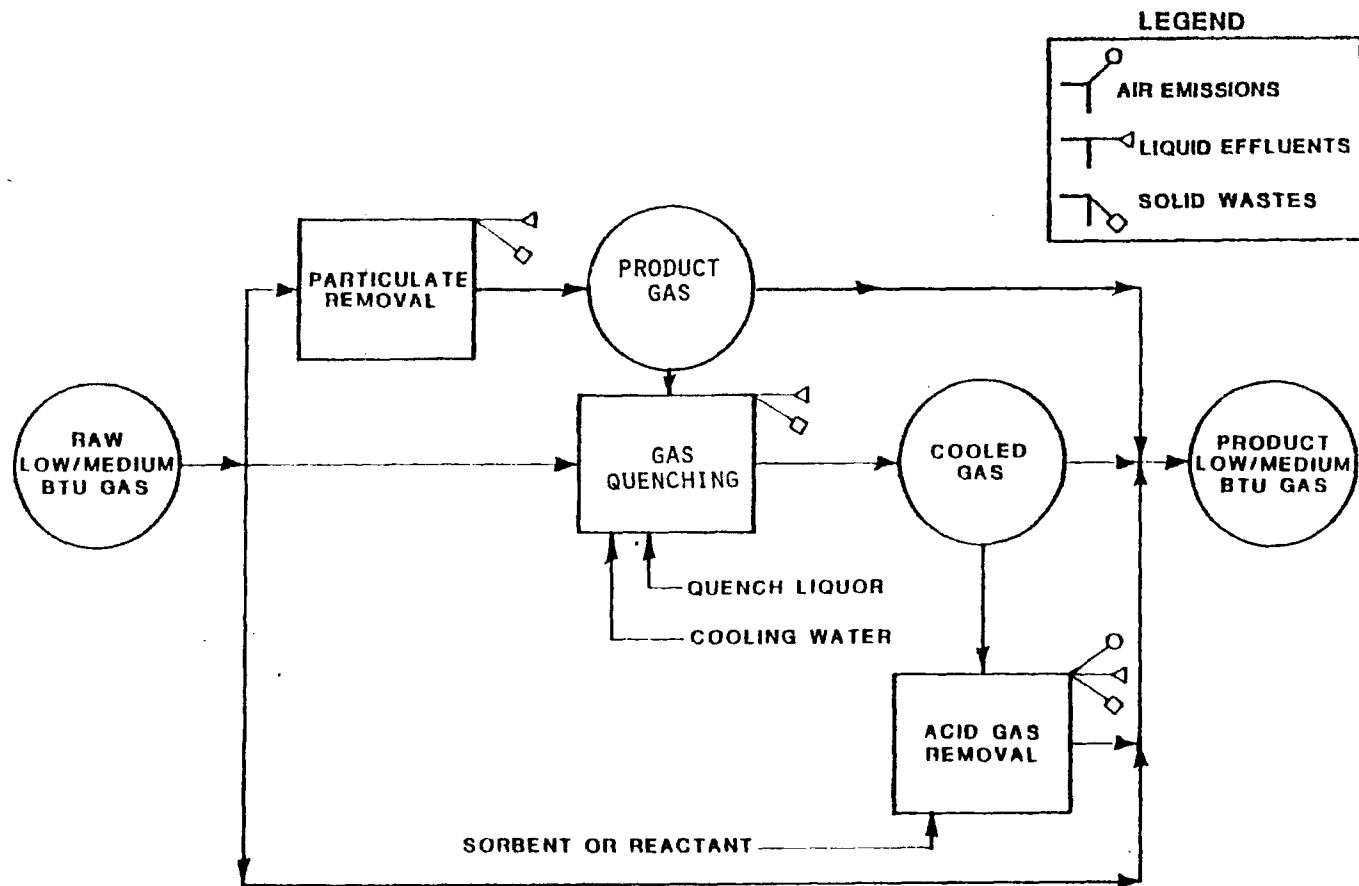 LEGEND
AIR EMISSIONS
LIQUID EFFLUENTS
SOLID WASTES
PARTICULATE
REMOVAL
PRODUCT
GAS
RAW
LOW/MEDIUM
BTU GAS
GAS
QUENCHING
COOLED
GAS
PRODUCT
LOW/MEDIUM
BTU GAS
QUENCH LIQUOR
COOLING WATER
ACID GAS
REMOVAL
SORBENT OR REACTANT